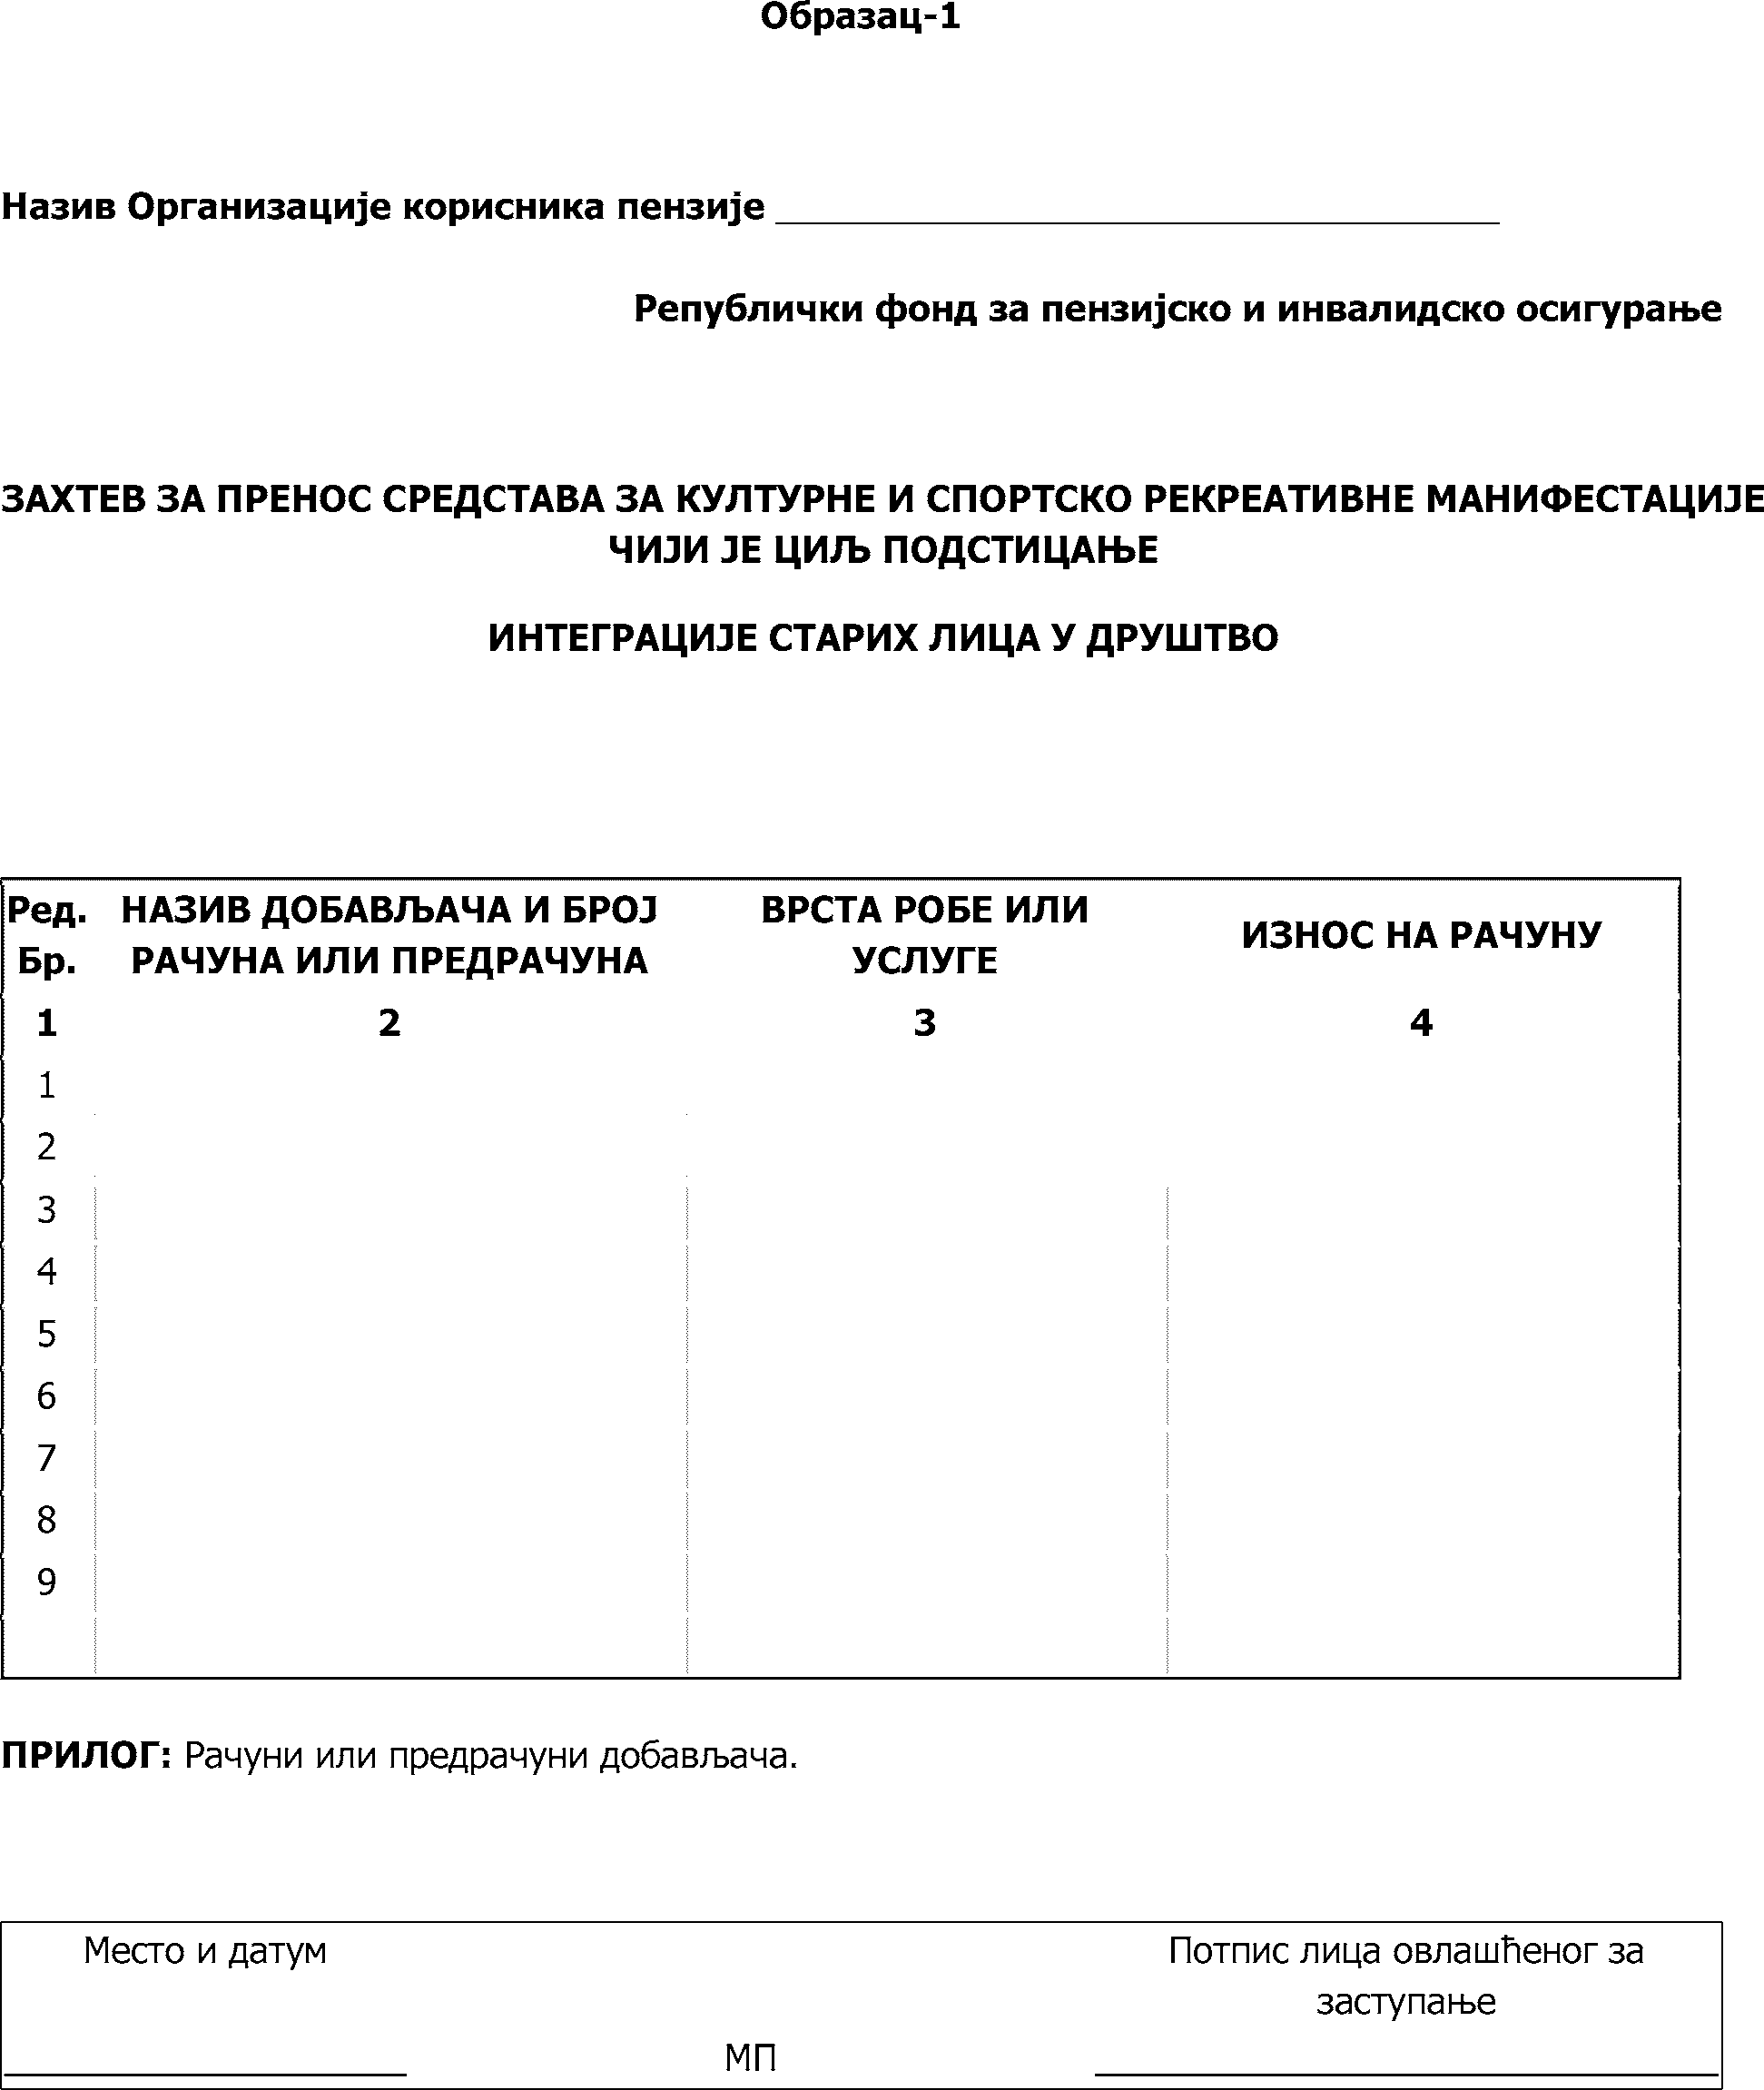 Образац-1
Назив Организације корисника пензије
Републички фонд за пензијско и инвалидско осигурање
ЗАХТЕВ ЗА ПРЕНОС СРЕДСТАВА ЗА КУЛТУРНЕ И СПОРТСКО РЕКРЕАТИВНЕ МАНИФЕСТАЦИЈЕ
ЧИЈИ ЈЕ ЦИЉ ПОДСТИЦАЊЕ
ИНТЕГРАЦИЈЕ СТАРИХ ЛИЦА У ДРУШТВО
Ред. НАЗИВ ДОБАВЉАЧА И БРОЈ ВРСТА РОБЕ ИЛИ ИЗНОС НА РАЧУНУ
Бр. РАЧУНА ИЛИ ПРЕДРАЧУНА УСЛУГЕ
1 2 3 4
1
2
3
4
5
6
7
8
9
ПРИЛОГ: Рачуни или предрачуни добављача.
Место и датум Потпис лица овлашћеног за
заступање
МП